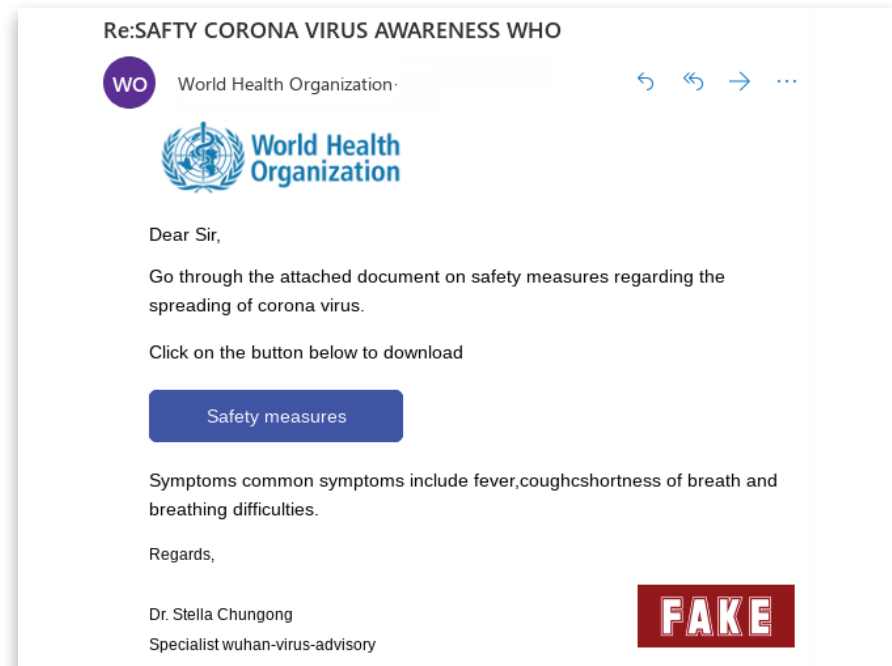 Re:SAFTY CORONA VIRUS AWARENESS WHO
WO
World Health Organization·
World Health
Organization
Dear Sir,
Go through the attached document on safety measures regarding the
spreading of corona virus.
Click on the button below to download
Safety measures
Symptoms common symptoms include fever,coughcshortness of breath and
breathing difficulties.
Regards,
Dr. Stella Chungong
Specialist wuhan-virus-advisory
FAKE